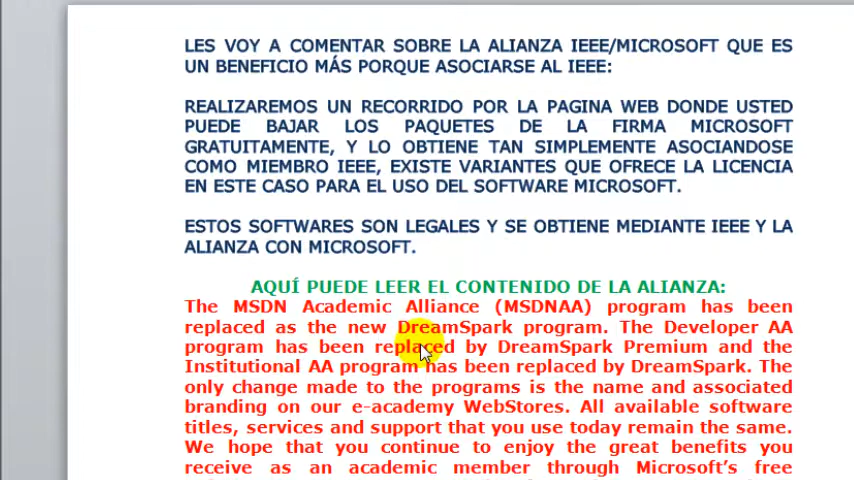 LES VOY A COMENTAR SOBRE LA ALIANZA IEEE/MICROSOFT QUE ES
UN BENEFICIO MÁS PORQUE ASOCIARSE AL IEEE:
REALIZAREMOS UN RECORRIDO POR LA PAGINA WEB DONDE USTED
PUEDE BAJAR LOS PAQUETES DE LA FIRMA MICROSOFT
GRATUITAMENTE, Y LO OBTIENE TAN SIMPLEMENTE ASOCIANDOSE
COMO MIEMBRO IEEE, EXISTE VARIANTES QUE OFRECE LA LICENCIA
EN ESTE CASO PARA EL USO DEL SOFTWARE MICROSOFT.
ESTOS SOFTWARES SON LEGALES Y SE OBTIENE MEDIANTE IEEE Y LA
ALIANZA CON MICROSOFT.
AQUÍ PUEDE LEER EL CONTENIDO DE LA ALIANZA:
The MSDN Academic Alliance (MSDNAA) program has been
replaced as the new DreamSpark program. The Developer AA
program has been replaced by DreamSpark Premium and the
Institutional AA program has been replaced by DreamSpark. The
only change made to the programs is the name and associated
branding on our e-academy WebStores. All available software
titles, services and support that you use today remain the same.
We hope that you continue to enjoy the great benefits you
receive as an academic member through Microsoft's free